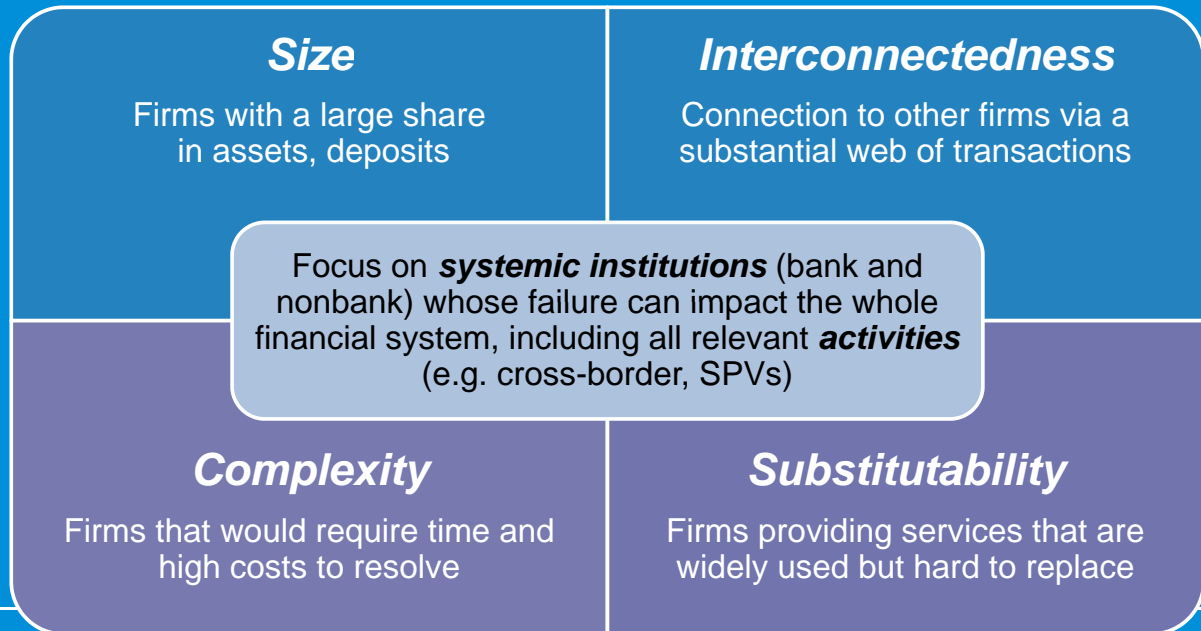 Size
Firms with a large share
in assets, deposits
Interconnectedness
Connection to other firms via a
substantial web of transactions
Focus on systemic institutions (bank and
nonbank) whose failure can impact the whole
financial system, including all relevant activities
(e.g. cross-border, SPVs)
Complexity
Firms that would require time and
high costs to resolve
Substitutability
Firms providing services that are
widely used but hard to replace